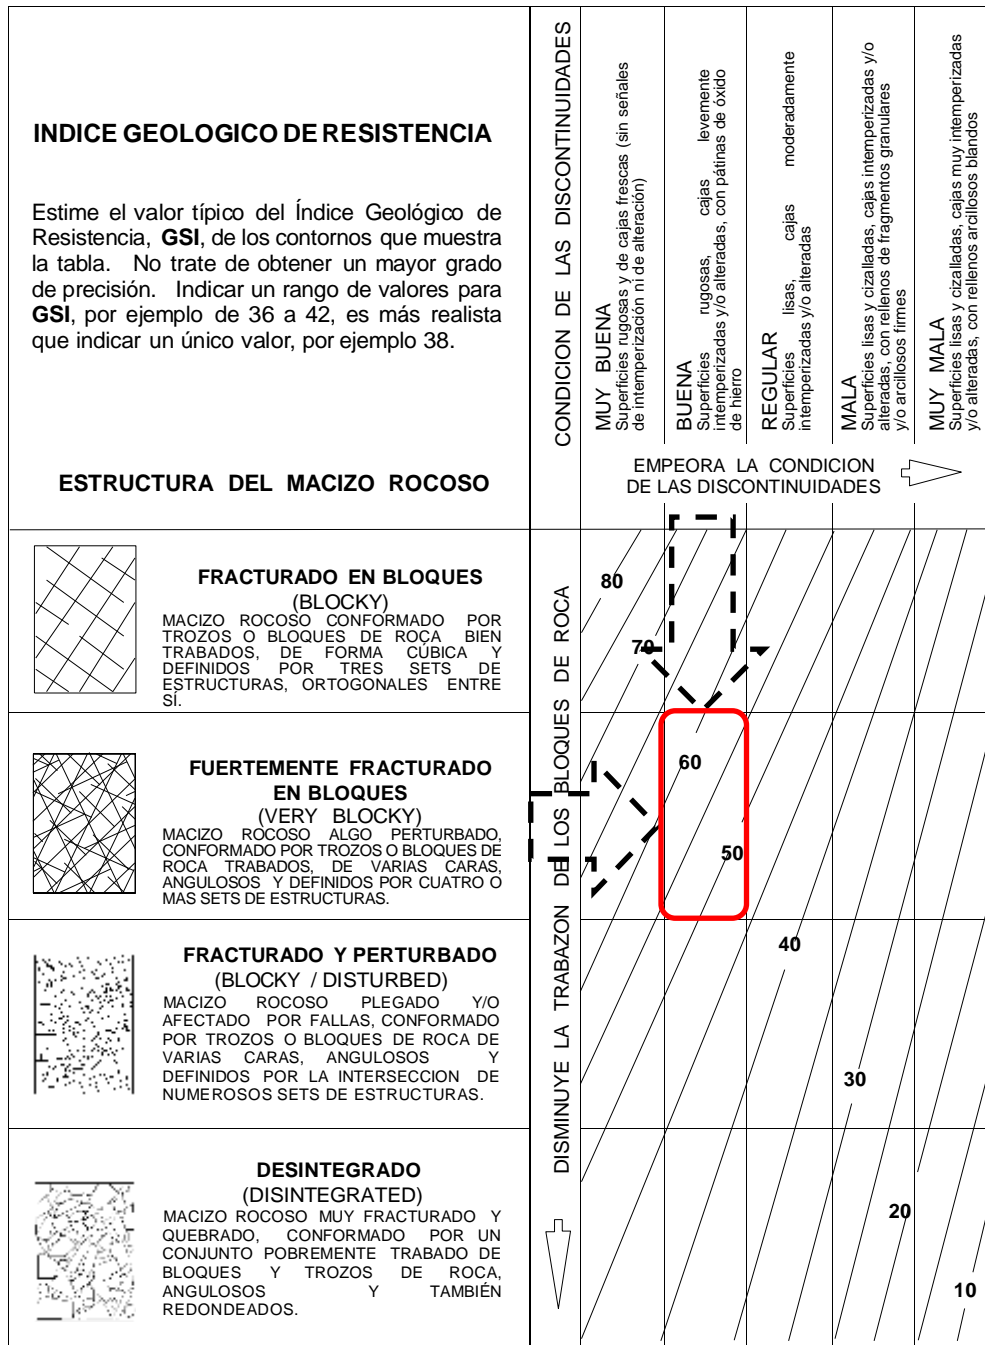 INDICE GEOLOGICO DE RESISTENCIA
Estime el valor típico del Índice Geológico de
Resistencia, GSI, de los contornos que muestra
la tabla. No trate de obtener un mayor grado
de precisión. Indicar un rango de valores para
GSI, por ejemplo de 36 a 42, es más realista
que indicar un único valor, por ejemplo 38.
ESTRUCTURA DEL MACIZO ROCOSO
CONDICION DE LAS DISCONTINUIDADES
MUY BUENA
Superficies rugosas y de cajas frescas (sin señales
de intemperización ni de alteración)
BUENA
Superficies rugosas, cajas levemente
intemperizadas y/o alteradas, con pátinas de óxido
de hierro
REGULAR
Superficies lisas, cajas moderadamente
intemperizadas y/o alteradas
MALA
Superficies lisas y cizalladas, cajas intemperizadas y/o
alteradas, con rellenos de fragmentos granulares
y/o arcillosos firmes
MUY MALA
Superficies lisas y cizalladas, cajas muy intemperizadas
y/o alteradas, con rellenos arcillosos blandos
EMPEORA LA CONDICION
DE LAS DISCONTINUIDADES
FRACTURADO EN BLOQUES
(BLOCKY)
MACIZO ROCOSO CONFORMADO POR
TROZOS O BLOQUES DE ROCA BIEN
TRABADOS, DE FORMA CÚBICA Y
DEFINIDOS POR TRES SETS DE
ESTRUCTURAS, ORTOGONALES ENTRE
SÍ.
FUERTEMENTE FRACTURADO
EN BLOQUES
(VERY BLOCKY)
MACIZO ROCOSO ALGO PERTURBADO,
CONFORMADO POR TROZOS O BLOQUES DE
ROCA TRABADOS, DE VARIAS CARAS,
ANGULOSOS Y DEFINIDOS POR CUATRO O
MAS SETS DE ESTRUCTURAS.
FRACTURADO Y PERTURBADO
(BLOCKY / DISTURBED)
MACIZO ROCOSO PLEGADO Y/O
AFECTADO POR FALLAS, CONFORMADO
POR TROZOS O BLOQUES DE ROCA DE
VARIAS CARAS, ANGULOSOS Y
DEFINIDOS POR LA INTERSECCION DE
NUMEROSOS SETS DE ESTRUCTURAS.
DESINTEGRADO
(DISINTEGRATED)
MACIZO ROCOSO MUY FRACTURADO Y
QUEBRADO, CONFORMADO POR UN
CONJUNTO POBREMENTE TRABADO DE
BLOQUES Y TROZOS DE ROCA,
ANGULOSOS Y TAMBIÉN
REDONDEADOS.
DISMINUYE LA TRABAZON DE LOS BLOQUES DE ROCA
80
70
60
50
40
30
20
10